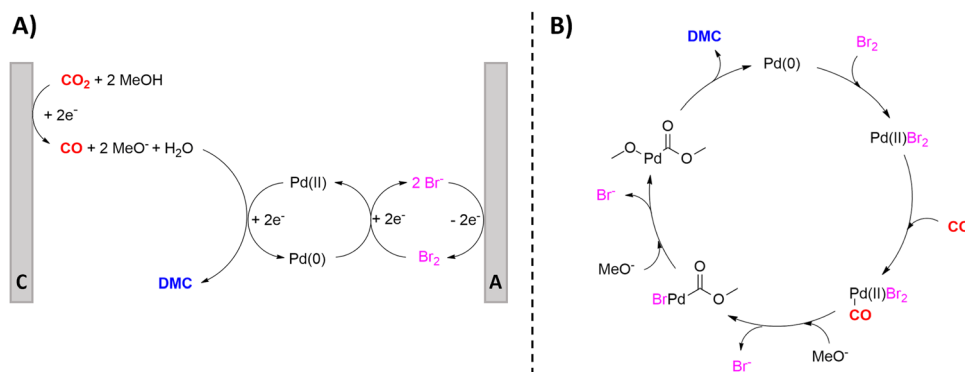 A)
CO₂ + 2 MeOH
+ 2e⁻
CO + 2 MeO⁻ + H₂O
Pd(II)
2 Br⁻
+ 2e⁻
+ 2e⁻
- 2e⁻
Pd(0)
Br₂
DMC
C
A
B)
DMC
Br₂
Pd(0)
Pd(II)Br₂
CO
Pd(II)Br₂
CO
MeO⁻
Br⁻
O
BrPd
O
MeO⁻
Br⁻
O
O
Pd
O